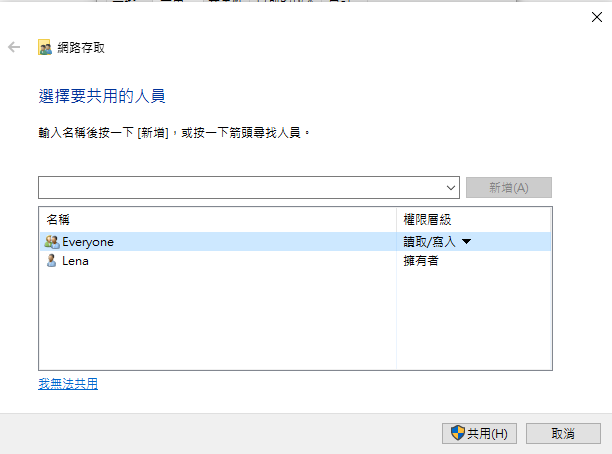 網路存取
選擇要共用的人員
輸入名稱後按一下 [新增]，或按一下箭頭尋找人員。
新增(A)
名稱 權限層級
Everyone 讀取/寫入
Lena 擁有者
我無法共用
共用(H) 取消